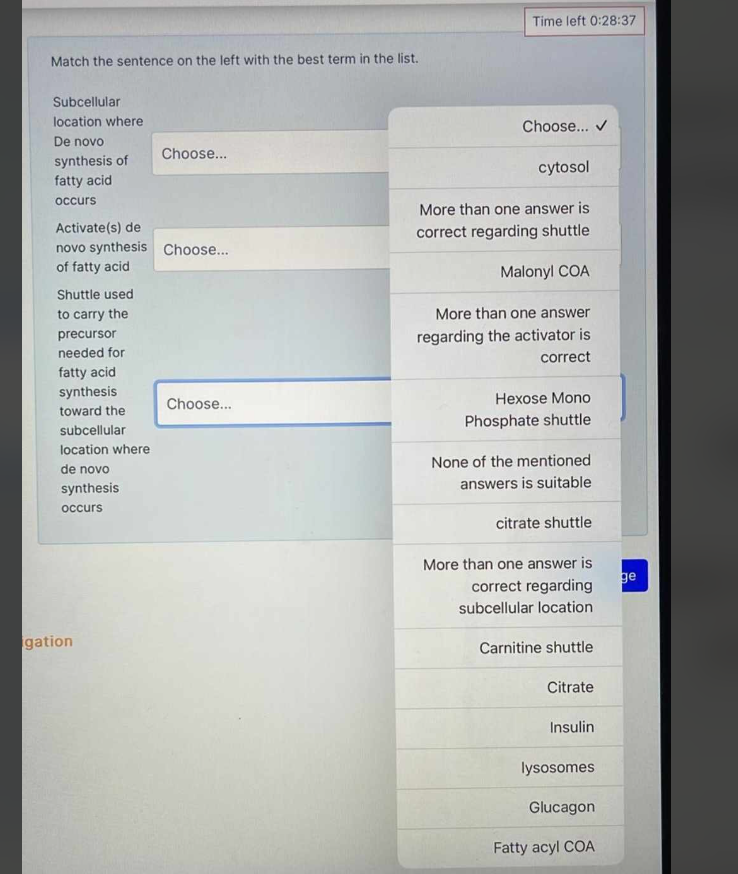 Time left 0:28:37
Match the sentence on the left with the best term in the list.
Subcellular
location where
De novo
synthesis of
fatty acid
occurs
Choose...
Activate(s) de
novo synthesis
of fatty acid
Choose...
Shuttle used
to carry the
precursor
needed for
fatty acid
synthesis
toward the
subcellular
location where
de novo
synthesis
occurs
Choose...
Choose... ✓
cytosol
More than one answer is
correct regarding shuttle
Malonyl COA
More than one answer
regarding the activator is
correct
Hexose Mono
Phosphate shuttle
None of the mentioned
answers is suitable
citrate shuttle
More than one answer is
correct regarding
subcellular location
Carnitine shuttle
Citrate
Insulin
lysosomes
Glucagon
Fatty acyl COA
ge
igation